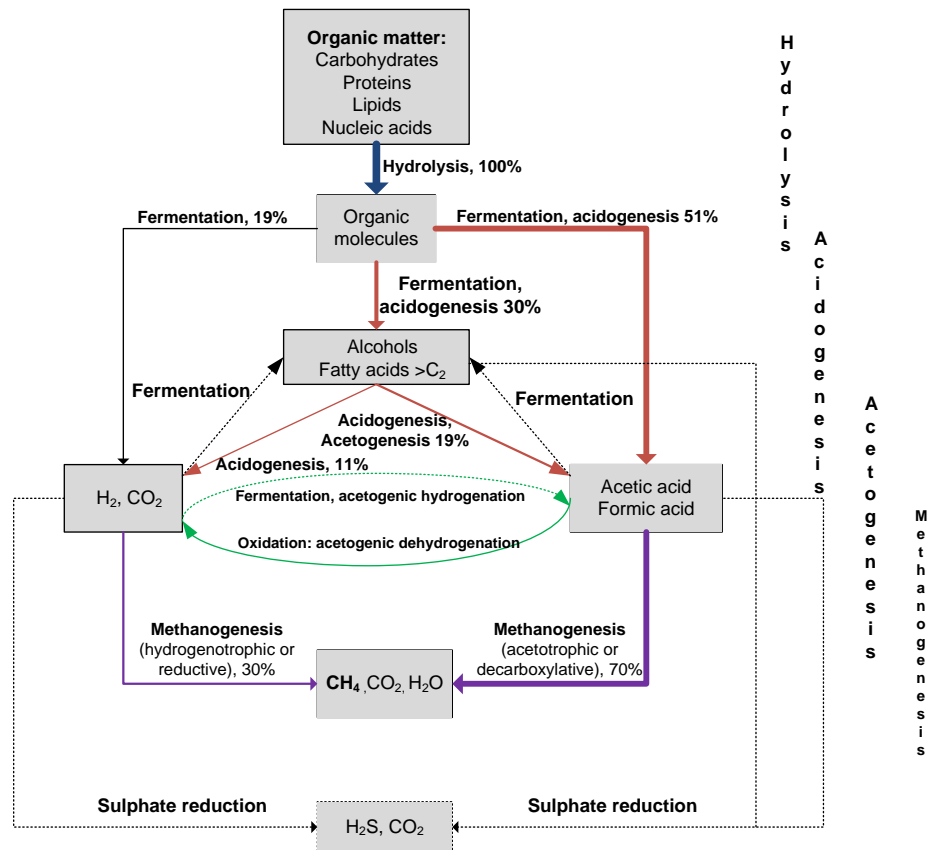 Organic matter:
Carbohydrates
Proteins
Lipids
Nucleic acids
Hydrolysis, 100%
Organic
molecules
Fermentation, 19%
Fermentation, acidogenesis 51%
Fermentation,
acidogenesis 30%
Alcohols
Fatty acids >C₂
Fermentation
Fermentation
Acidogenesis,
Acetogenesis 19%
Acidogenesis, 11%
H₂, CO₂
Fermentation, acetogenic hydrogenation
Acetic acid
Formic acid
Oxidation: acetogenic dehydrogenation
Methanogenesis
(hydrogenotrophic or
reductive), 30%
Methanogenesis
(acetotrophic or
decarboxylative), 70%
CH₄ ,CO₂, H₂O
Sulphate reduction
Sulphate reduction
H₂S, CO₂
Hydrolysis
Acidogenesis
Acetogenesis
Methanogenesis